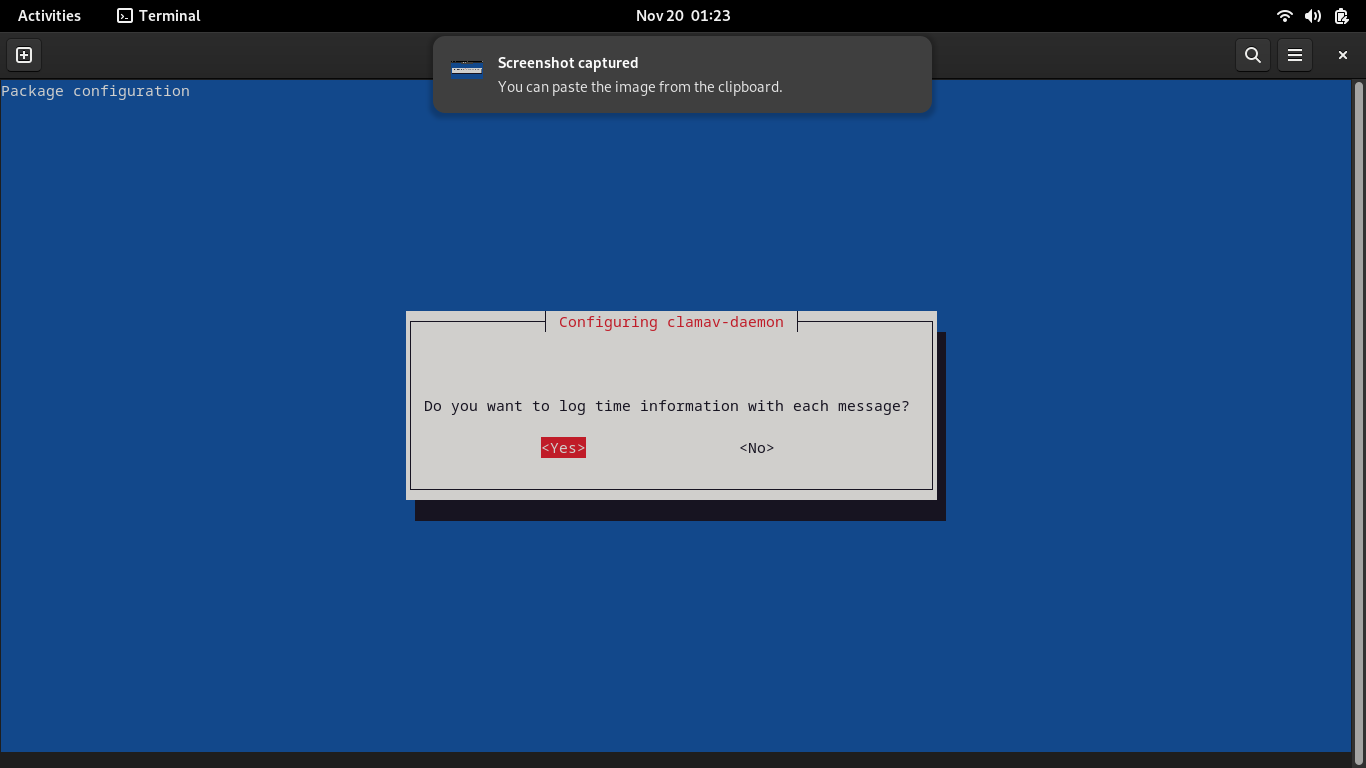 Activities Terminal Nov 20 01:23
Screenshot captured
You can paste the image from the clipboard.
Package configuration
Configuring clamav-daemon
Do you want to log time information with each message?
<Yes> <No>